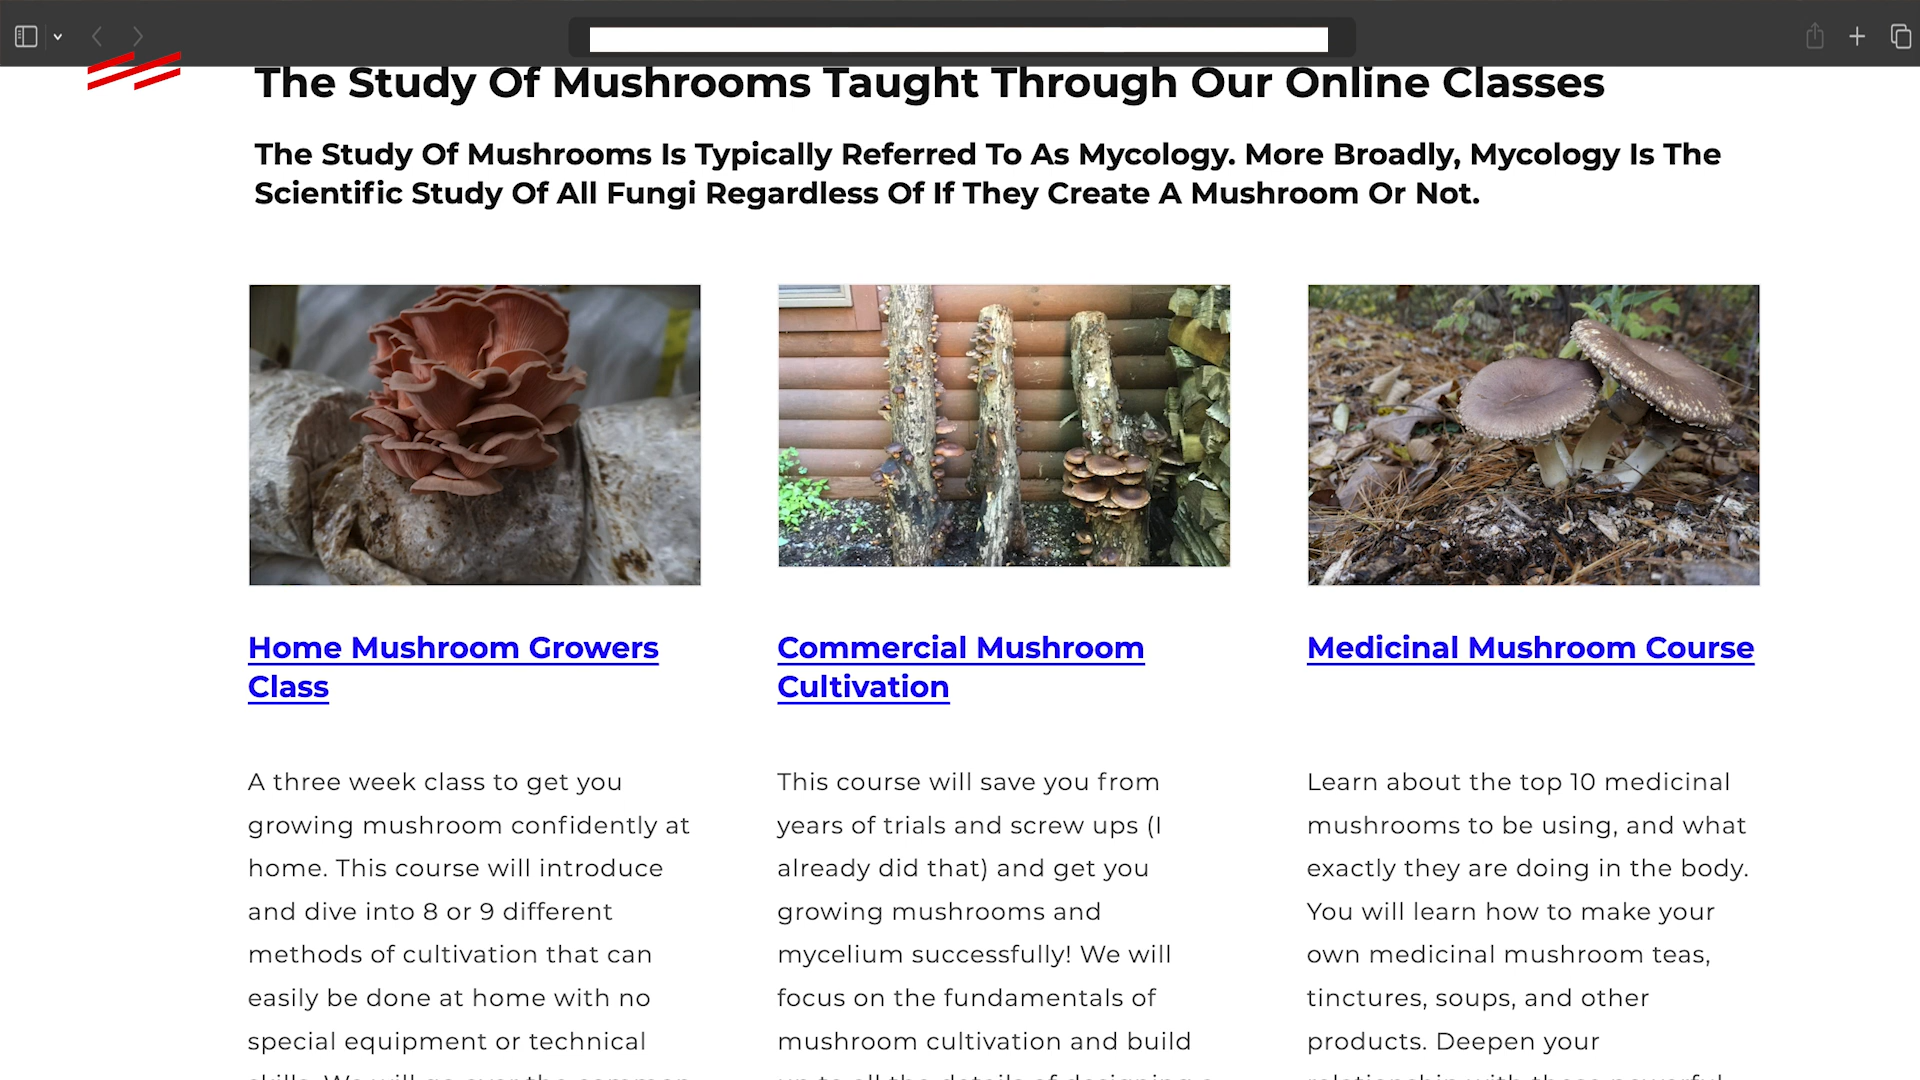 The Study Of Mushrooms Taught Through Our Online Classes
The Study Of Mushrooms Is Typically Referred To As Mycology. More Broadly, Mycology Is The
Scientific Study Of All Fungi Regardless Of If They Create A Mushroom Or Not.
Home Mushroom Growers
Class
A three week class to get you
growing mushroom confidently at
home. This course will introduce
and dive into 8 or 9 different
methods of cultivation that can
easily be done at home with no
special equipment or technical
Commercial Mushroom
Cultivation
This course will save you from
years of trials and screw ups (I
already did that) and get you
growing mushrooms and
mycelium successfully! We will
focus on the fundamentals of
mushroom cultivation and build
Medicinal Mushroom Course
Learn about the top 10 medicinal
mushrooms to be using, and what
exactly they are doing in the body.
You will learn how to make your
own medicinal mushroom teas,
tinctures, soups, and other
products. Deepen your